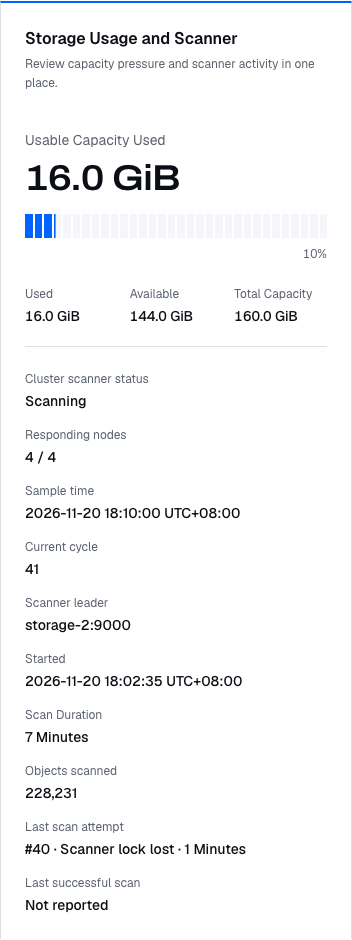 Storage Usage and Scanner
Review capacity pressure and scanner activity in one
place.
Usable Capacity Used
16.0 GiB
10%
Used Available Total Capacity
16.0 GiB 144.0 GiB 160.0 GiB
Cluster scanner status
Scanning
Responding nodes
4 / 4
Sample time
2026-11-20 18:10:00 UTC+08:00
Current cycle
41
Scanner leader
storage-2:9000
Started
2026-11-20 18:02:35 UTC+08:00
Scan Duration
7 Minutes
Objects scanned
228,231
Last scan attempt
#40 · Scanner lock lost · 1 Minutes
Last successful scan
Not reported